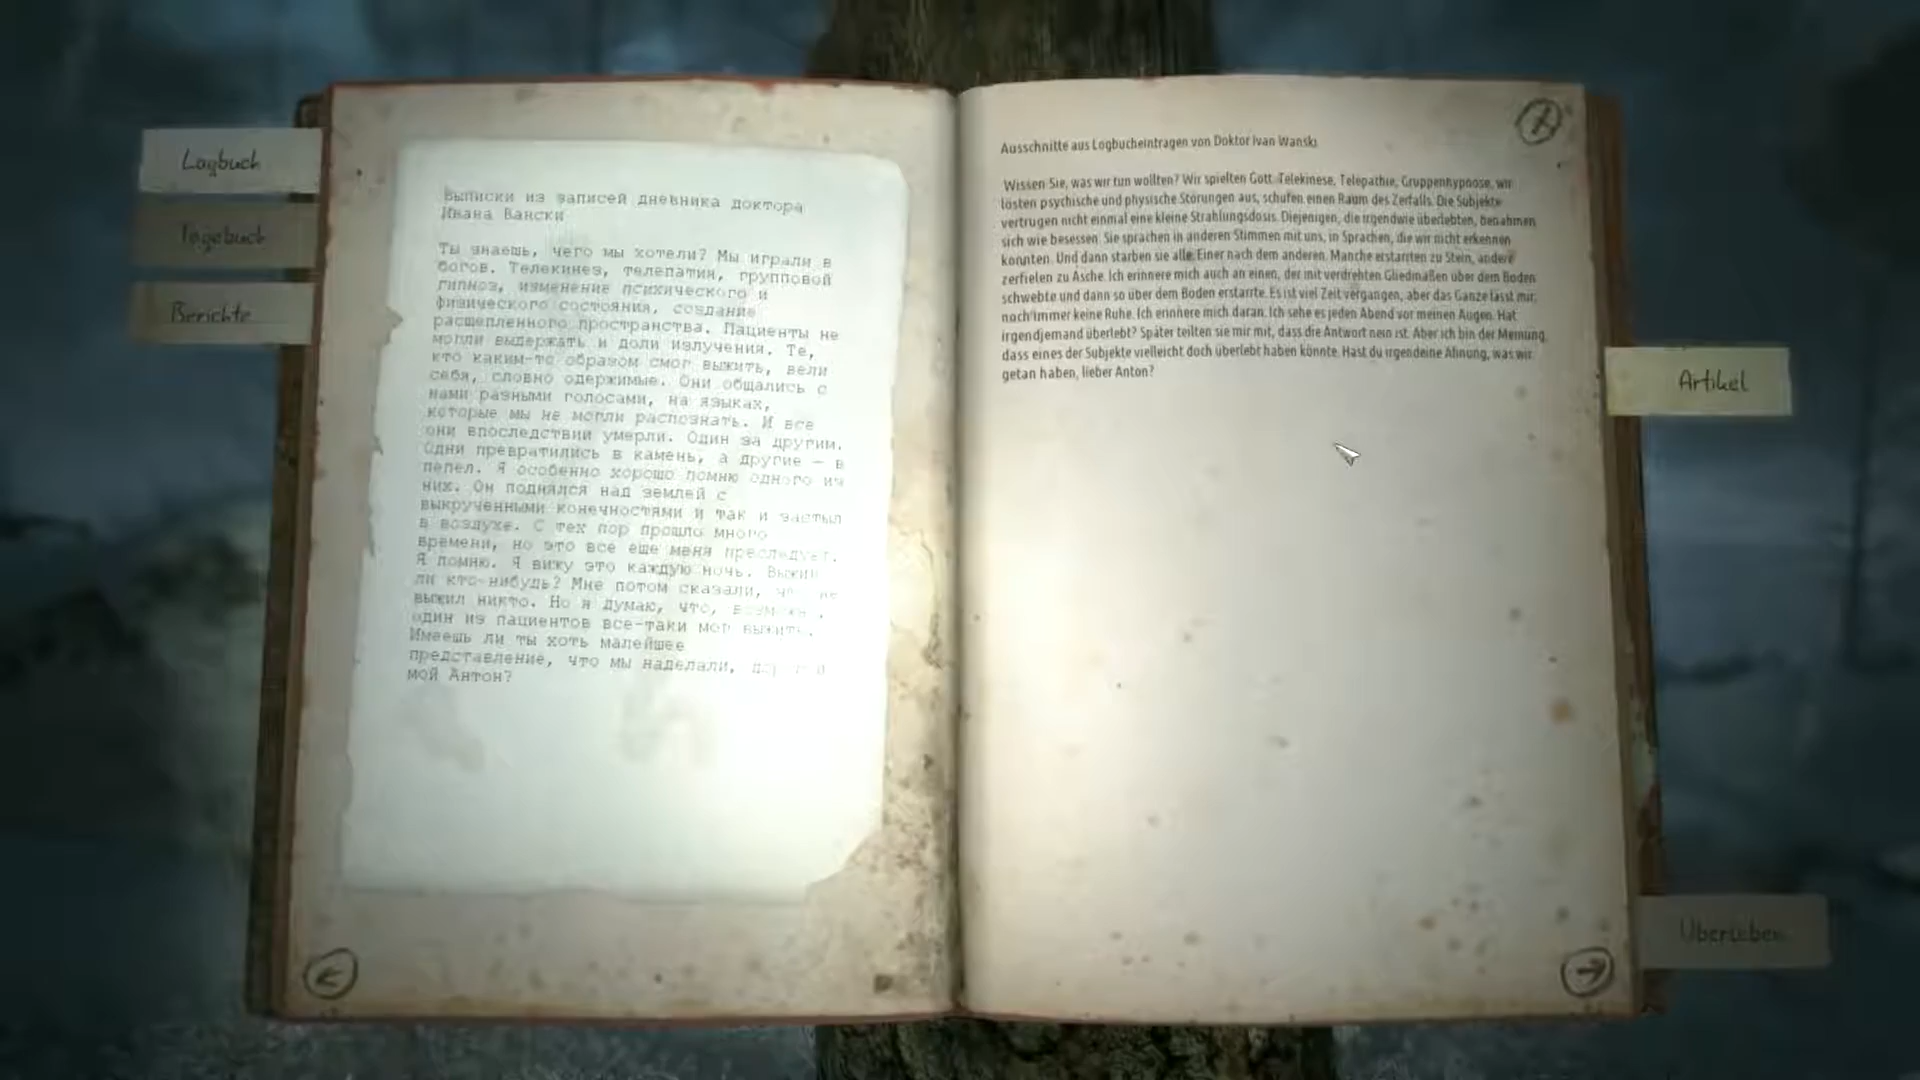 Logbuch
Tagebuch
Berichte
Выписки из записей дневника доктора
Ивана Вански
Ты знаешь, чего мы хотели? Мы играли в
богов. Телекинез, телепатия, групповой
гипноз, изменение психического и
физического состояния, создание
расщепленного пространства. Пациенты не
могли выдержать и доли излучения. Те,
кто каким-то образом смог выжить, вели
себя, словно одержимые. Они общались с
нами разными голосами, на языках,
которые мы не могли распознать. И все
они впоследствии умерли. Один за другим.
Одни превратились в камень, а другие – в
пепел. Я особенно хорошо помню одного из
них. Он поднялся над землей с
выкрученными конечностями и так и застыл
в воздухе. С тех пор прошло много
времени, но это все еще меня преследует.
Я помню. Я вижу это каждую ночь. Выжил
ли кто-нибудь? Мне потом сказали, что не
выжил никто. Но я думаю, что,
один из пациентов все-таки мог выжить.
Имеешь ли ты хоть малейшее
представление, что мы наделали,
мой Антон?
Ausschnitte aus Logbucheintragen von Doktor Ivan Wanski
Wissen Sie, was wir tun wollten? Wir spielten Gott. Telekinese, Telepathie, Gruppenhypnose, wir
lösten psychische und physische Störungen aus, schufen einen Raum des Zerfalls. Die Subjekte
vertrugen nicht einmal eine kleine Strahlungsdosis. Diejenigen, die irgendwie überlebten, benahmen
sich wie besessen. Sie sprachen in anderen Stimmen mit uns, in Sprachen, die wir nicht erkennen
konnten. Und dann starben sie alle. Einer nach dem anderen. Manche erstarrten zu Stein, andere
zerfielen zu Asche. Ich erinnere mich auch an einen, der mit verdrehten Gliedmaßen über dem Boden
schwebte und dann so über dem Boden erstarrte. Es ist viel Zeit vergangen, aber das Ganze lässt mir
noch immer keine Ruhe. Ich erinnere mich daran. Ich sehe es jeden Abend vor meinen Augen. Hat
irgendjemand überlebt? Später teilten sie mir mit, dass die Antwort nein ist. Aber ich bin der Meinung,
dass eines der Subjekte vielleicht doch überlebt haben könnte. Hast du irgendeine Ahnung, was wir
getan haben, lieber Anton?
Artikel
Überleben